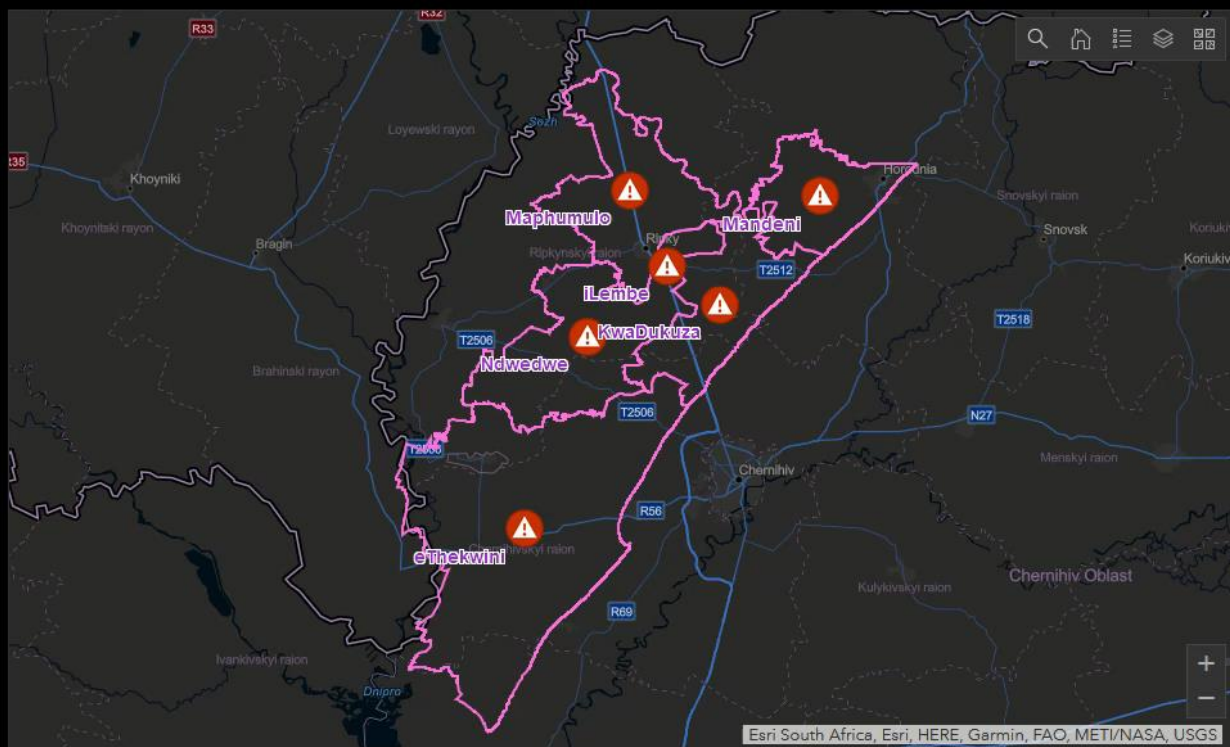 R32
R33
Sezh
Loyewski rayon
R35
Khoyniki
Horodnia
Snovskyi raion
Maphumulo
Mandeni
Khoynitski rayon
Snovsk
Koriukiv
Bragin
Ripkynskyi raion
Ripky
T2512
Koriukiv
iLembe
T2518
KwaDukuza
T2506
Ndwedwe
Brahinski rayon
T2506
N27
T2506
Menskyi raion
Chernihiv
R56
Chernihivskyi raion
eThekwini
Chernihiv Oblast
Kulykivskyi raion
R69
Ivankivskyi raion
Dnipro
Esri South Africa, Esri, HERE, Garmin, FAO, METI/NASA, USGS